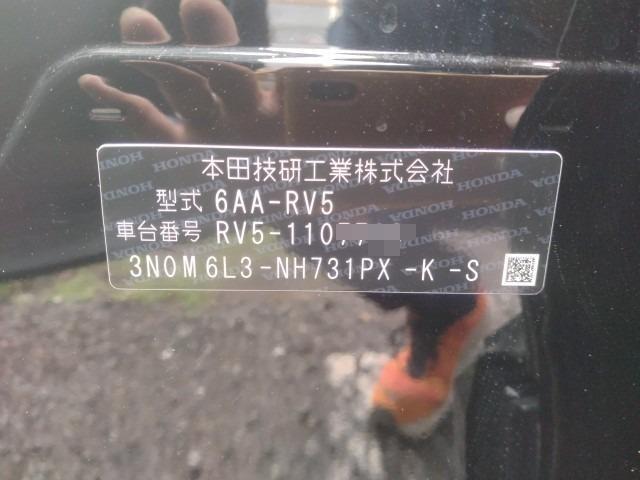 本田技研工業株式会社
型式 6AA-RV5
車台番号 RV5-11077
3N0M6L3-NH731PX-K-S